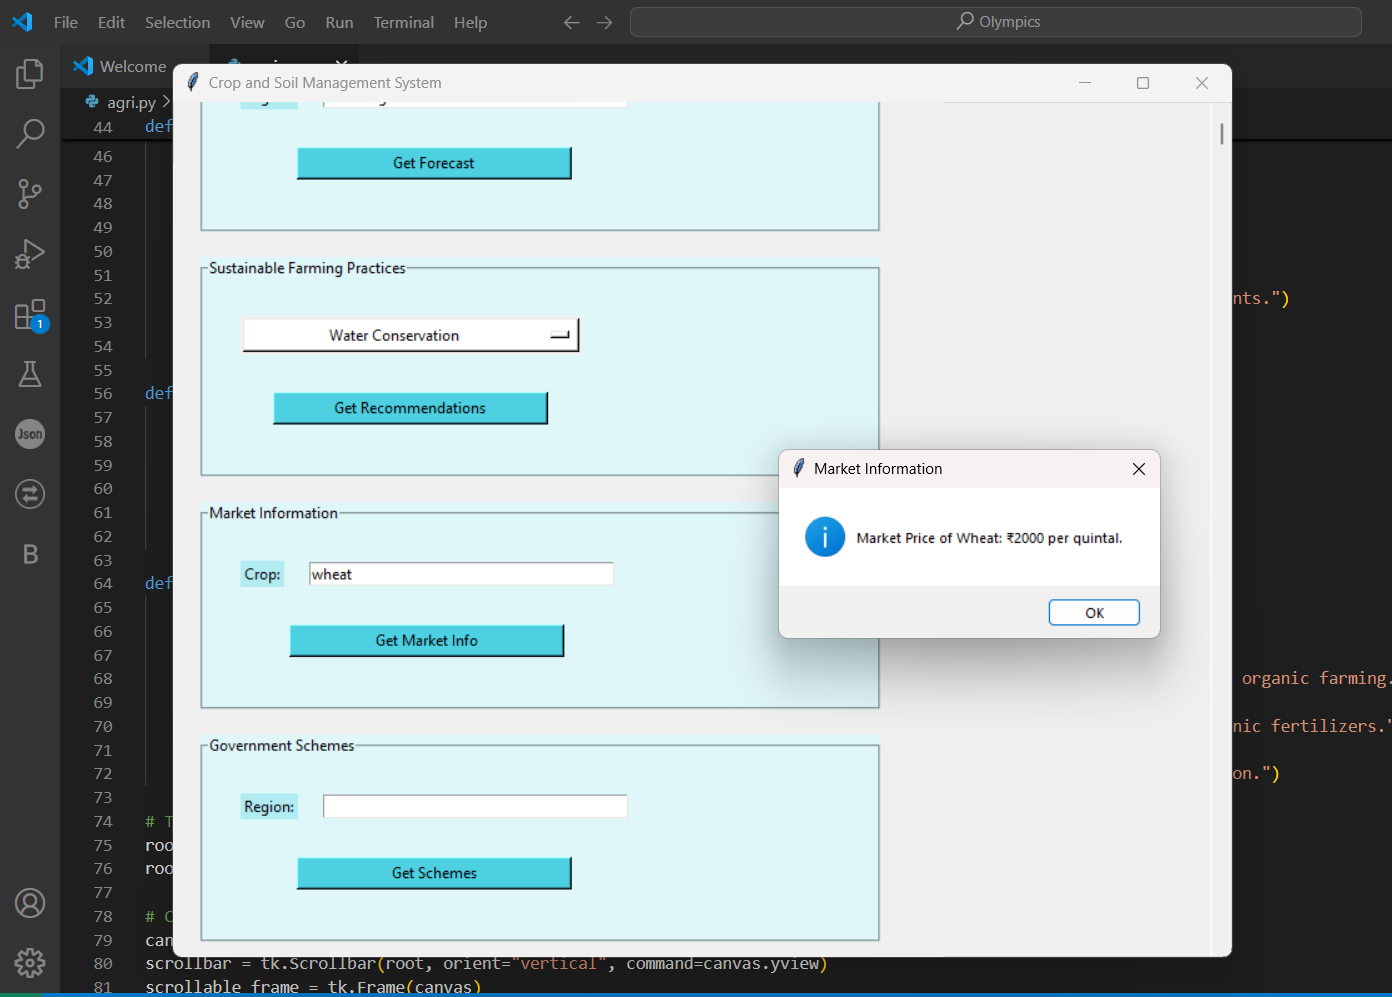 File Edit Selection View Go Run Terminal Help
Olympics
Welcome
agri.py
Crop and Soil Management System
44 def
46
47
48
49
50
51
52
53
54
55
56 def
57
58
59
60
61
62
63
64 def
65
66
67
68
69
70
71
72
73
74 # T
75 roo
76 roo
77
78 # C
79 can
80 scrollbar = tk.Scrollbar(root, orient="vertical", command=canvas.yview)
81 scrollable_frame = tk.Frame(canvas)
nts.")
organic farming.
nic fertilizers."
on.")
1
Json
B
Get Forecast
Sustainable Farming Practices
Water Conservation
Get Recommendations
Market Information
Crop: wheat
Get Market Info
Government Schemes
Region:
Get Schemes
Market Information
Market Price of Wheat: ₹2000 per quintal.
OK